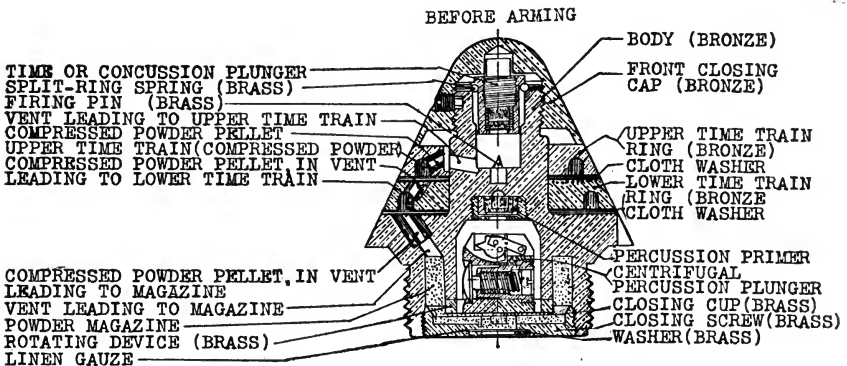 BEFORE ARMING
TIME OR CONCUSSION PLUNGER
SPLIT-RING SPRING (BRASS)
FIRING PIN (BRASS)
VENT LEADING TO UPPER TIME TRAIN
COMPRESSED POWDER PELLET
UPPER TIME TRAIN(COMPRESSED POWDER)
COMPRESSED POWDER PELLET IN VENT
LEADING TO LOWER TIME TRAIN
COMPRESSED POWDER PELLET, IN VENT
LEADING TO MAGAZINE
VENT LEADING TO MAGAZINE
POWDER MAGAZINE
ROTATING DEVICE (BRASS)
LINEN GAUZE
BODY (BRONZE)
FRONT CLOSING
CAP (BRONZE)
UPPER TIME TRAIN
RING (BRONZE)
CLOTH WASHER
LOWER TIME TRAIN
RING (BRONZE
CLOTH WASHER
PERCUSSION PRIMER
CENTRIFUGAL
PERCUSSION PLUNGER
CLOSING CUP(BRASS)
CLOSING SCREW(BRASS)
WASHER(BRASS)